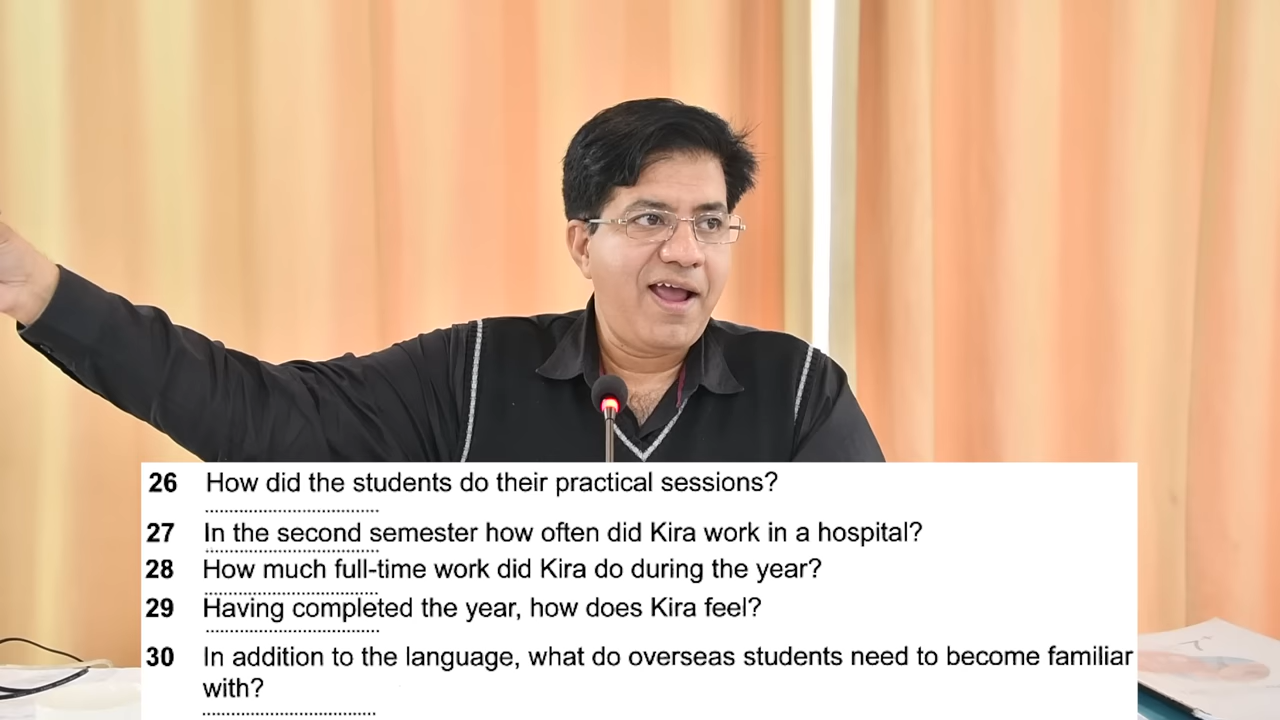 26 How did the students do their practical sessions?
27 In the second semester how often did Kira work in a hospital?
28 How much full-time work did Kira do during the year?
29 Having completed the year, how does Kira feel?
30 In addition to the language, what do overseas students need to become familiar
with?